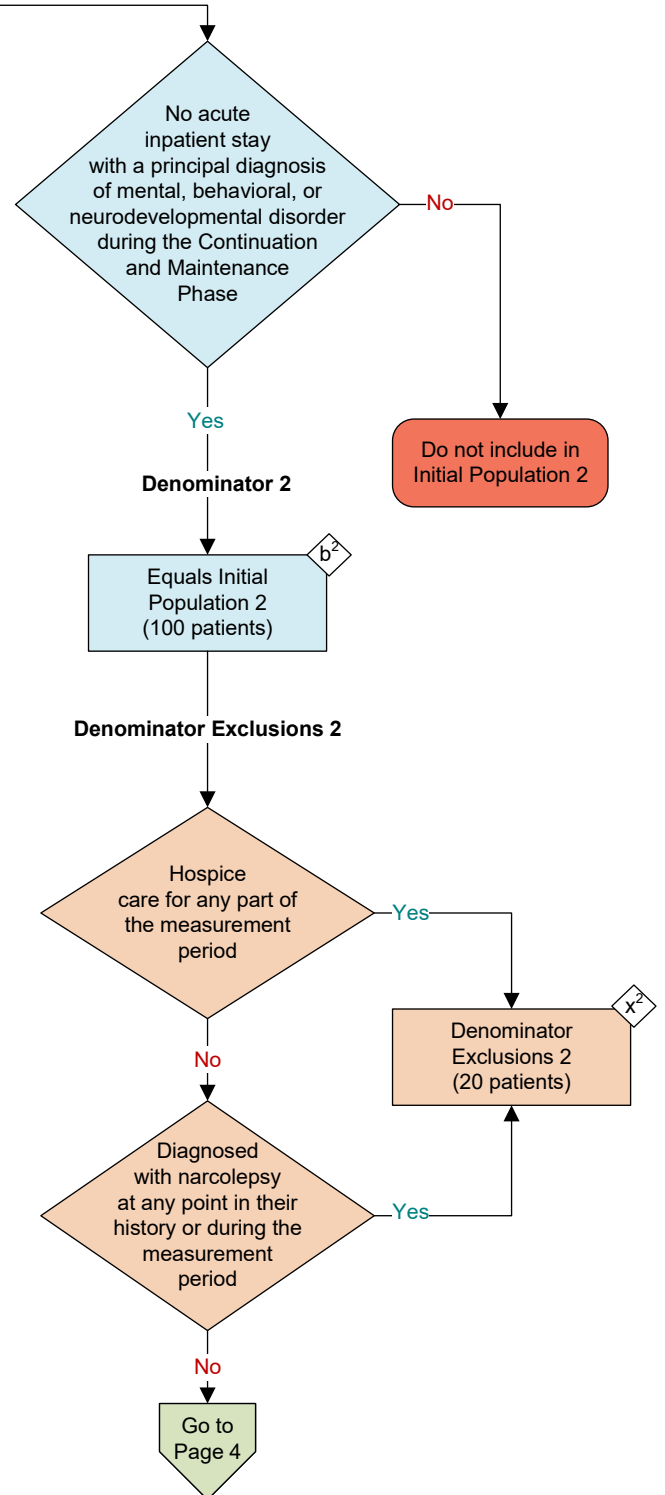 No acute
inpatient stay
with a principal diagnosis
of mental, behavioral, or
neurodevelopmental disorder
during the Continuation
and Maintenance
Phase
No
Yes
Do not include in
Initial Population 2
Denominator 2
b²
Equals Initial
Population 2
(100 patients)
Denominator Exclusions 2
Hospice
care for any part of
the measurement
period
Yes
x²
Denominator
Exclusions 2
(20 patients)
No
Diagnosed
with narcolepsy
at any point in their
history or during the
measurement
period
Yes
No
Go to
Page 4